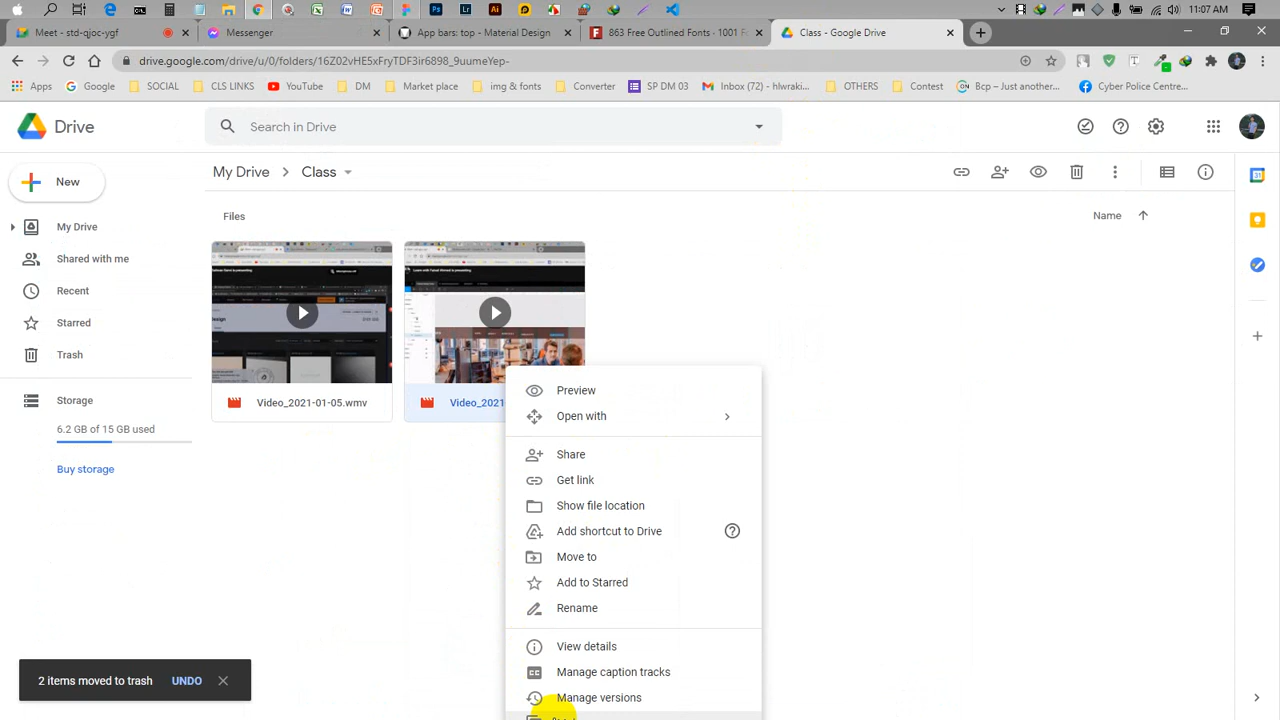 11:07 AM
Meet - std-qjoc-ygf
Messenger
App bars: top - Material Design
863 Free Outlined Fonts - 1001 F
Class - Google Drive
drive.google.com/drive/u/0/folders/16Z02vHE5xFryTDF3ir6898_9dumeYep-
Apps
SOCIAL
CLS LINKS
YouTube
DM
Market place
img & fonts
Converter
SP DM 03
Inbox (72) - hlwraki...
OTHERS
Contest
Bcp – Just another...
Cyber Police Centre...
Drive
Search in Drive
New
My Drive
Class
My Drive
Files
Name
Shared with me
Recent
Starred
Trash
Storage
6.2 GB of 15 GB used
Buy storage
Video_2021-01-05.wmv
Video_2021
Preview
Open with
Share
Get link
Show file location
Add shortcut to Drive
Move to
Add to Starred
Rename
View details
Manage caption tracks
Manage versions
2 items moved to trash
UNDO